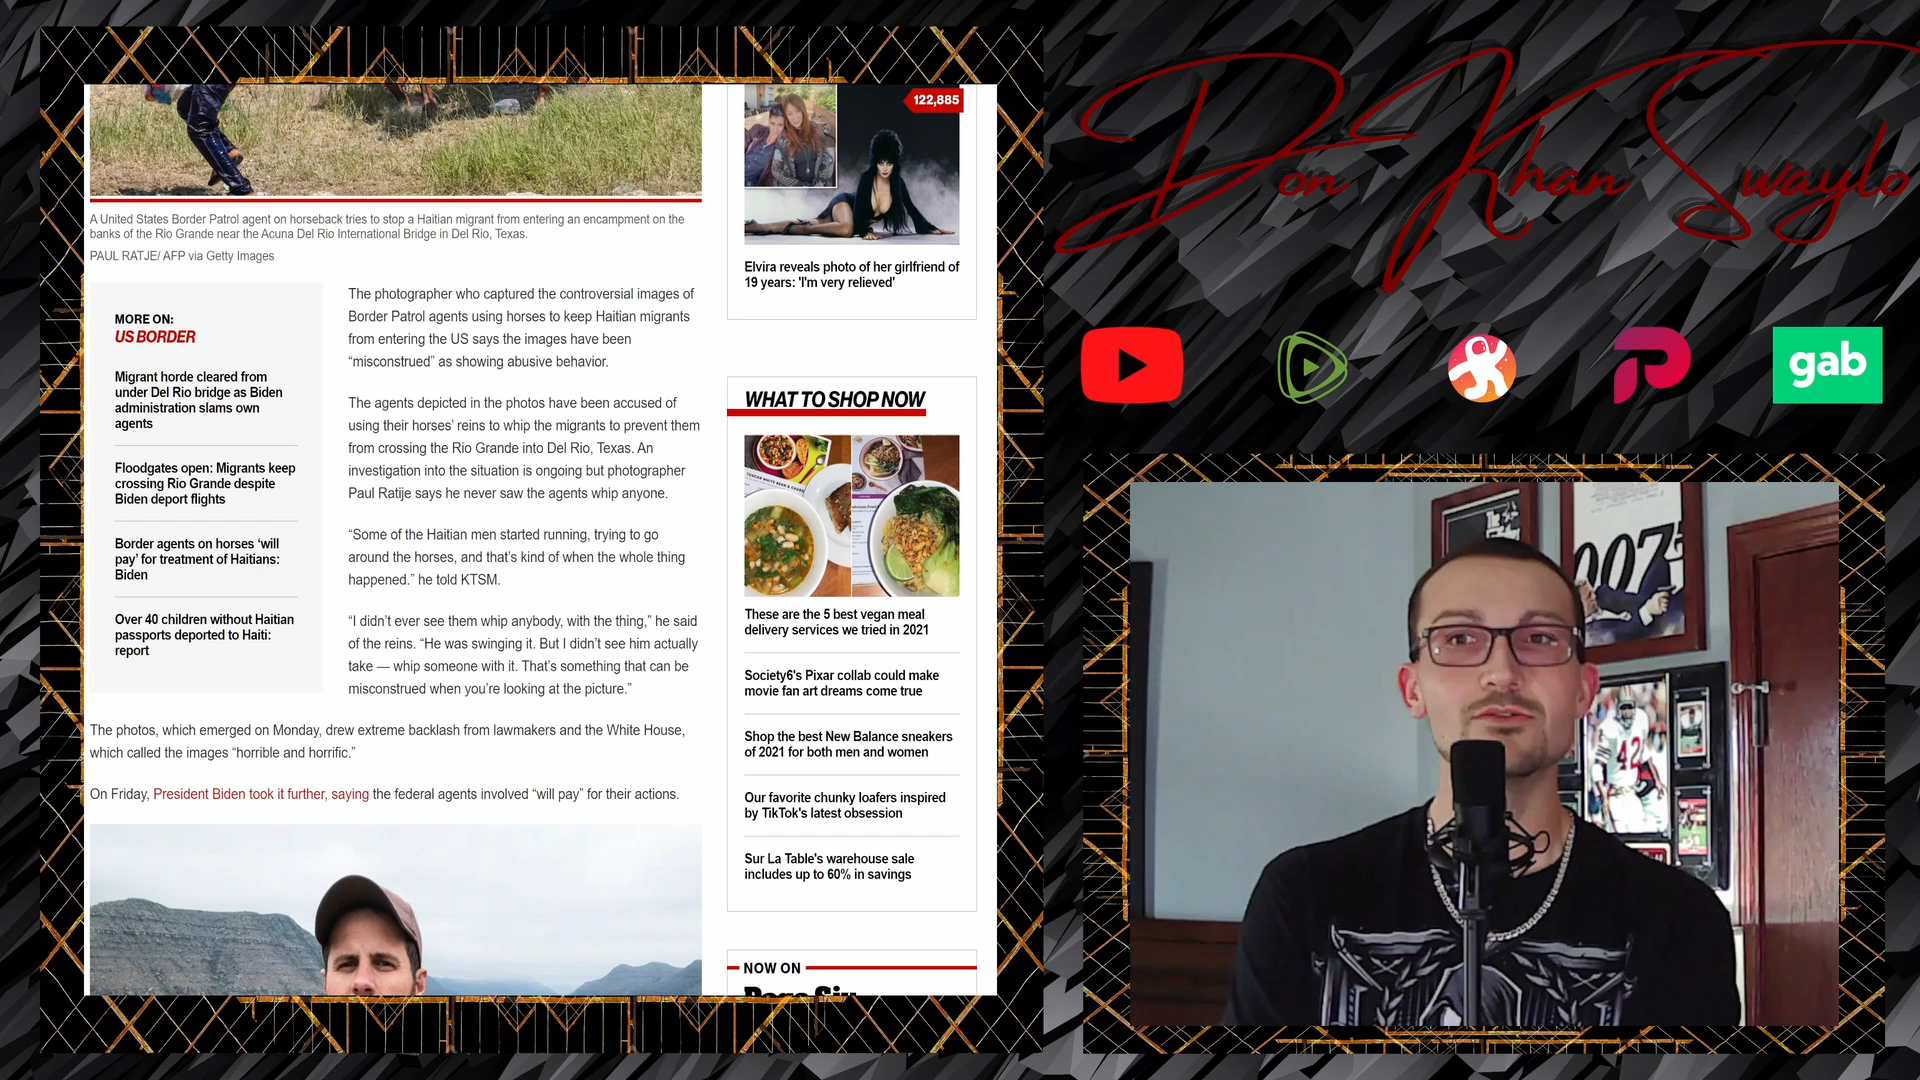 A United States Border Patrol agent on horseback tries to stop a Haitian migrant from entering an encampment on the
banks of the Rio Grande near the Acuna Del Rio International Bridge in Del Rio, Texas.
PAUL RATJE/ AFP via Getty Images
MORE ON:
US BORDER
Migrant horde cleared from
under Del Rio bridge as Biden
administration slams own
agents
Floodgates open: Migrants keep
crossing Rio Grande despite
Biden deport flights
Border agents on horses ‘will
pay’ for treatment of Haitians:
Biden
Over 40 children without Haitian
passports deported to Haiti:
report
The photographer who captured the controversial images of
Border Patrol agents using horses to keep Haitian migrants
from entering the US says the images have been
“misconstrued” as showing abusive behavior.
The agents depicted in the photos have been accused of
using their horses’ reins to whip the migrants to prevent them
from crossing the Rio Grande into Del Rio, Texas. An
investigation into the situation is ongoing but photographer
Paul Ratije says he never saw the agents whip anyone.
“Some of the Haitian men started running, trying to go
around the horses, and that’s kind of when the whole thing
happened.” he told KTSM.
“I didn’t ever see them whip anybody, with the thing,” he said
of the reins. “He was swinging it. But I didn’t see him actually
take — whip someone with it. That’s something that can be
misconstrued when you’re looking at the picture.”
The photos, which emerged on Monday, drew extreme backlash from lawmakers and the White House,
which called the images “horrible and horrific.”
On Friday, President Biden took it further, saying the federal agents involved “will pay” for their actions.
122,885
Elvira reveals photo of her girlfriend of
19 years: 'I'm very relieved'
WHAT TO SHOP NOW
These are the 5 best vegan meal
delivery services we tried in 2021
Society6's Pixar collab could make
movie fan art dreams come true
Shop the best New Balance sneakers
of 2021 for both men and women
Our favorite chunky loafers inspired
by TikTok's latest obsession
Sur La Table's warehouse sale
includes up to 60% in savings
NOW ON
Page Six
Don Khan Swaylo
gab
007
42